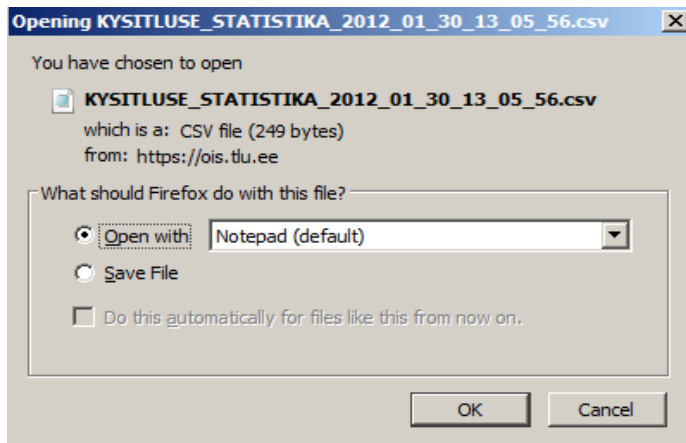 Opening KYSITLUSE_STATISTIKA_2012_01_30_13_05_56.csv
You have chosen to open
KYSITLUSE_STATISTIKA_2012_01_30_13_05_56.csv
which is a: CSV file (249 bytes)
from: https://ois.tlu.ee
What should Firefox do with this file?
Open with Notepad (default)
Save File
Do this automatically for files like this from now on.
OK Cancel